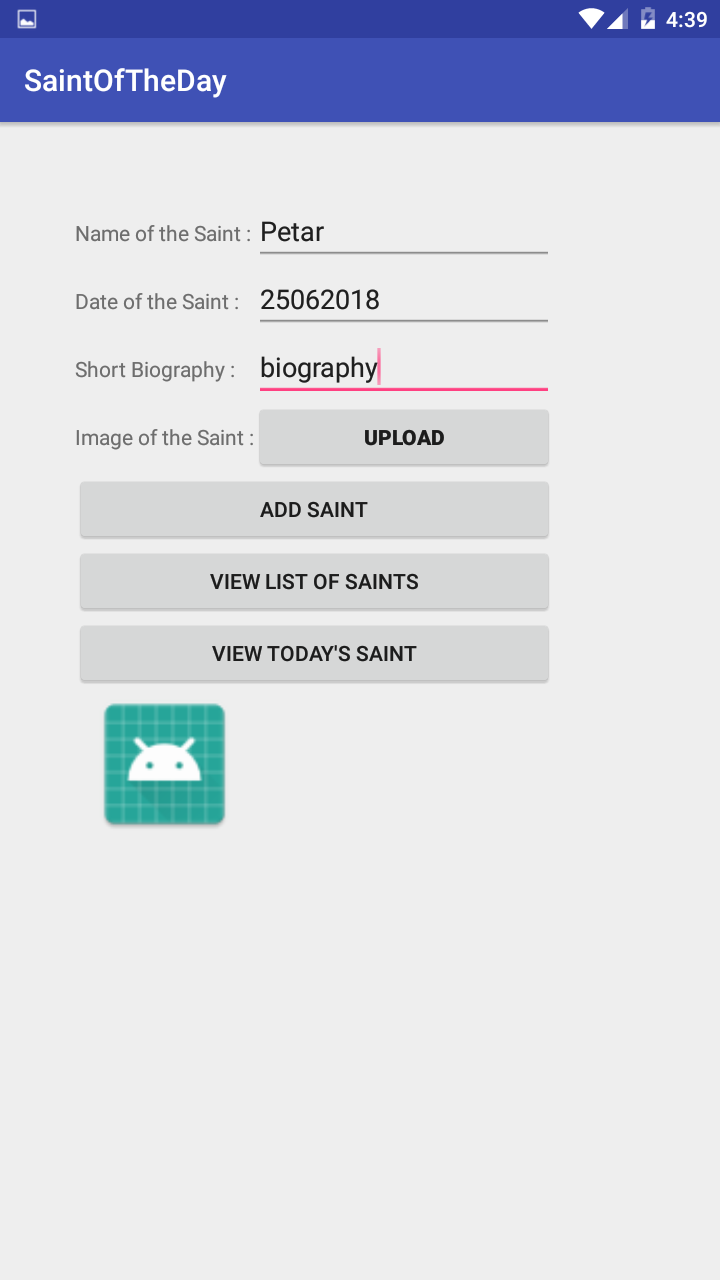 4:39
SaintOfTheDay
Name of the Saint : Petar
Date of the Saint : 25062018
Short Biography : biography
Image of the Saint : UPLOAD
ADD SAINT
VIEW LIST OF SAINTS
VIEW TODAY'S SAINT